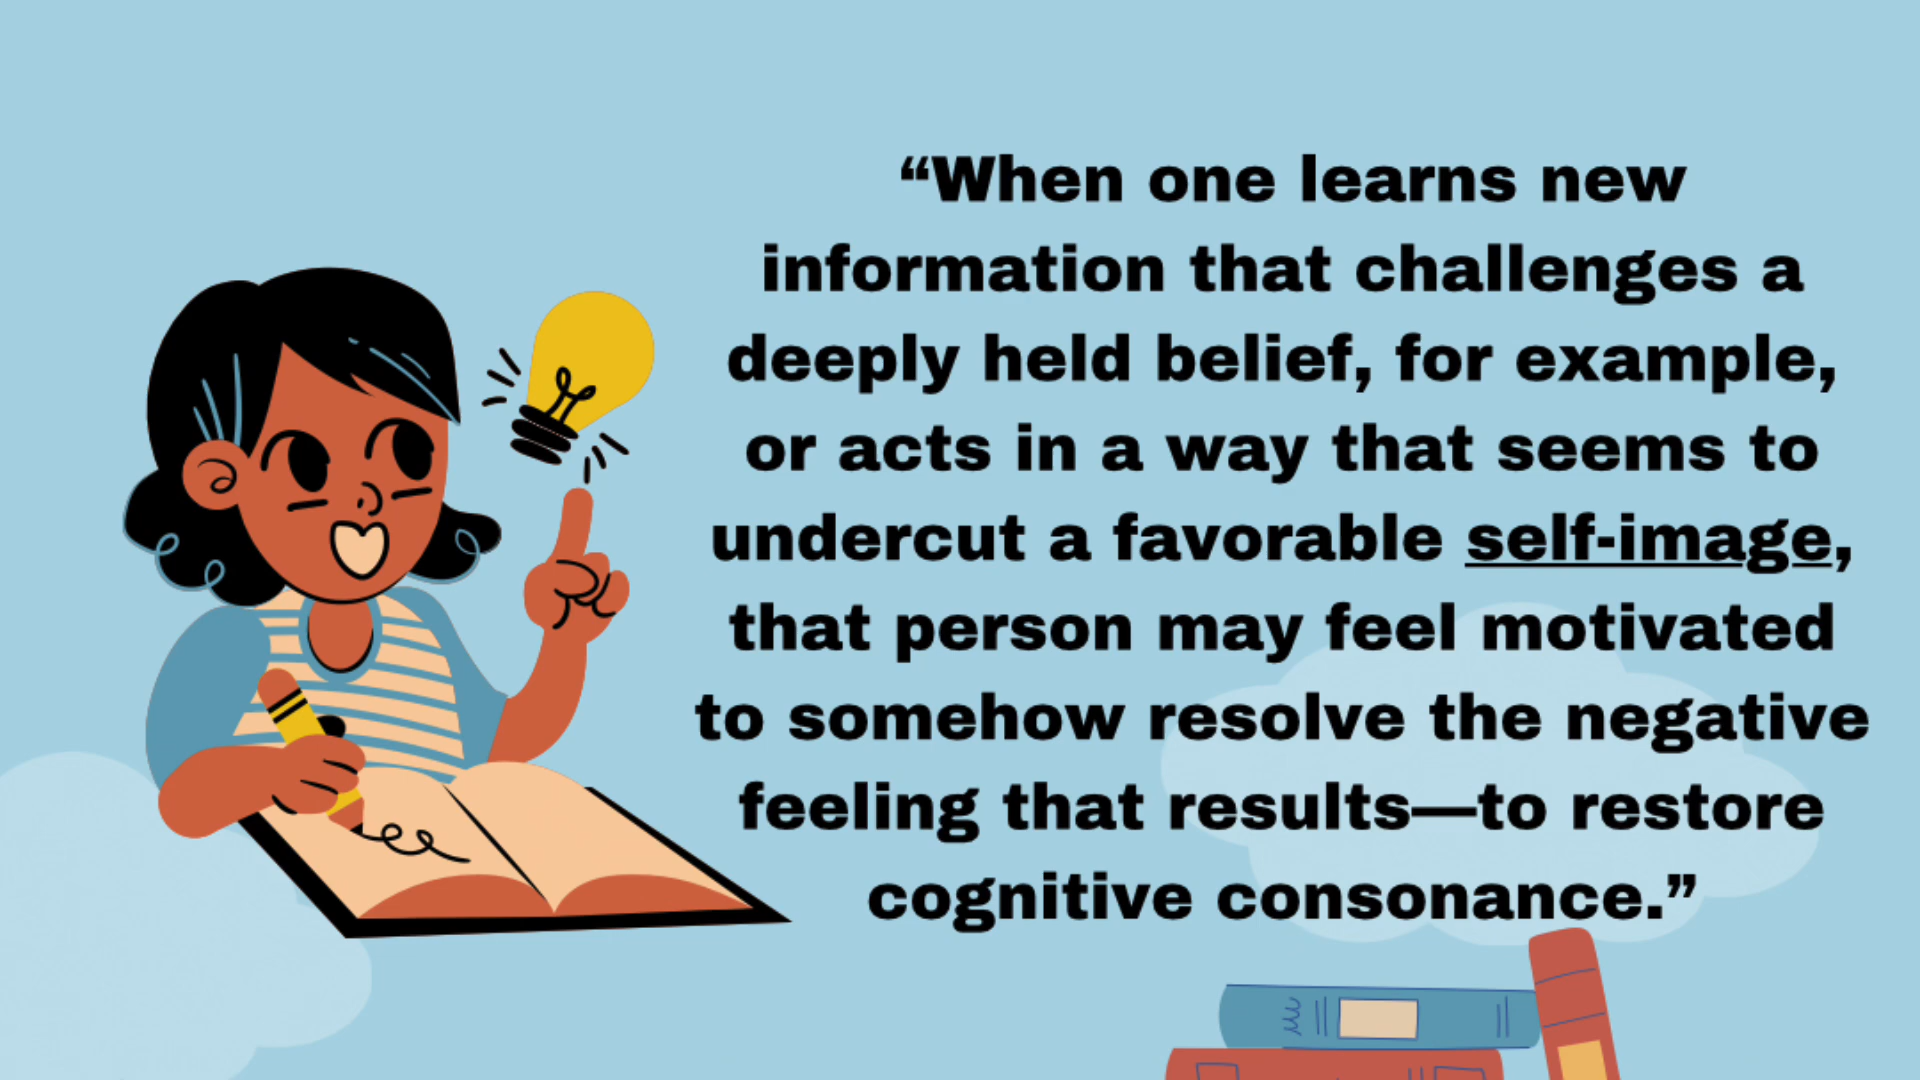 “When one learns new
information that challenges a
deeply held belief, for example,
or acts in a way that seems to
undercut a favorable self-image,
that person may feel motivated
to somehow resolve the negative
feeling that results—to restore
cognitive consonance.”